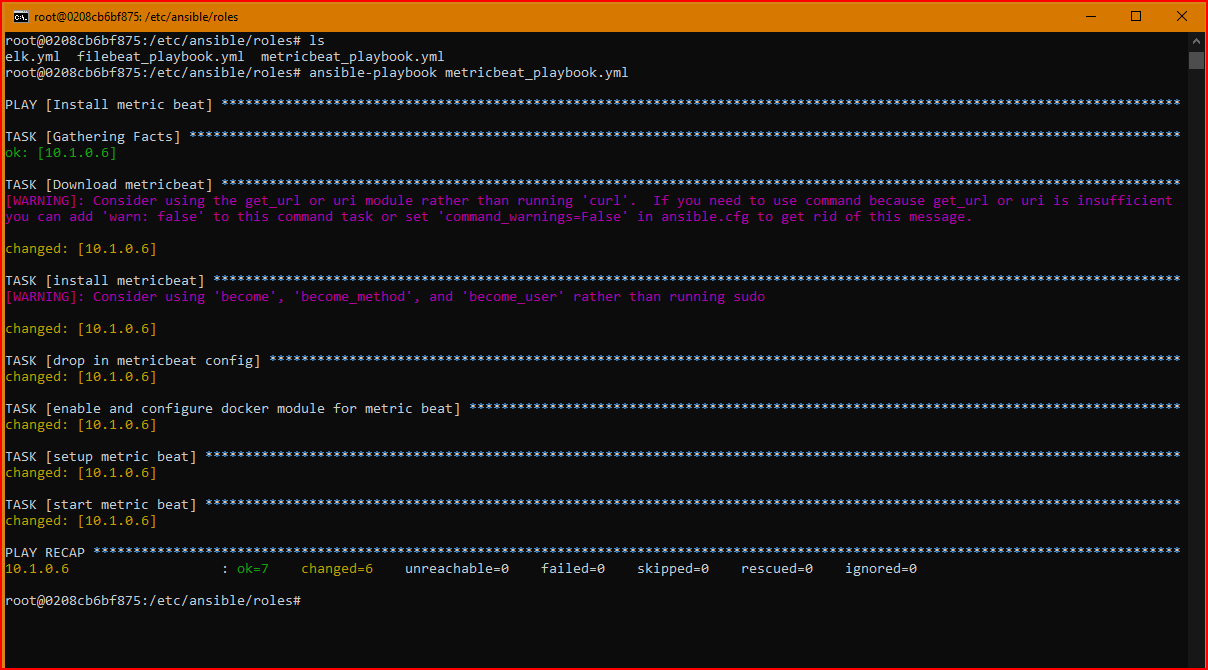 root@0208cb6bf875: /etc/ansible/roles
root@0208cb6bf875:/etc/ansible/roles# ls
elk.yml  filebeat_playbook.yml  metricbeat_playbook.yml
root@0208cb6bf875:/etc/ansible/roles# ansible-playbook metricbeat_playbook.yml
PLAY [Install metric beat] ************************************************************************************************************************
TASK [Gathering Facts] ****************************************************************************************************************************
ok: [10.1.0.6]
TASK [Download metricbeat] ************************************************************************************************************************
[WARNING]: Consider using the get_url or uri module rather than running 'curl'.  If you need to use command because get_url or uri is insufficient
you can add 'warn: false' to this command task or set 'command_warnings=False' in ansible.cfg to get rid of this message.
changed: [10.1.0.6]
TASK [install metricbeat] *************************************************************************************************************************
[WARNING]: Consider using 'become', 'become_method', and 'become_user' rather than running sudo
changed: [10.1.0.6]
TASK [drop in metricbeat config] ******************************************************************************************************************
changed: [10.1.0.6]
TASK [enable and configure docker module for metric beat] *****************************************************************************************
changed: [10.1.0.6]
TASK [setup metric beat] **************************************************************************************************************************
changed: [10.1.0.6]
TASK [start metric beat] **************************************************************************************************************************
changed: [10.1.0.6]
PLAY RECAP ****************************************************************************************************************************************
10.1.0.6                   : ok=7    changed=6    unreachable=0    failed=0    skipped=0    rescued=0    ignored=0
root@0208cb6bf875:/etc/ansible/roles#